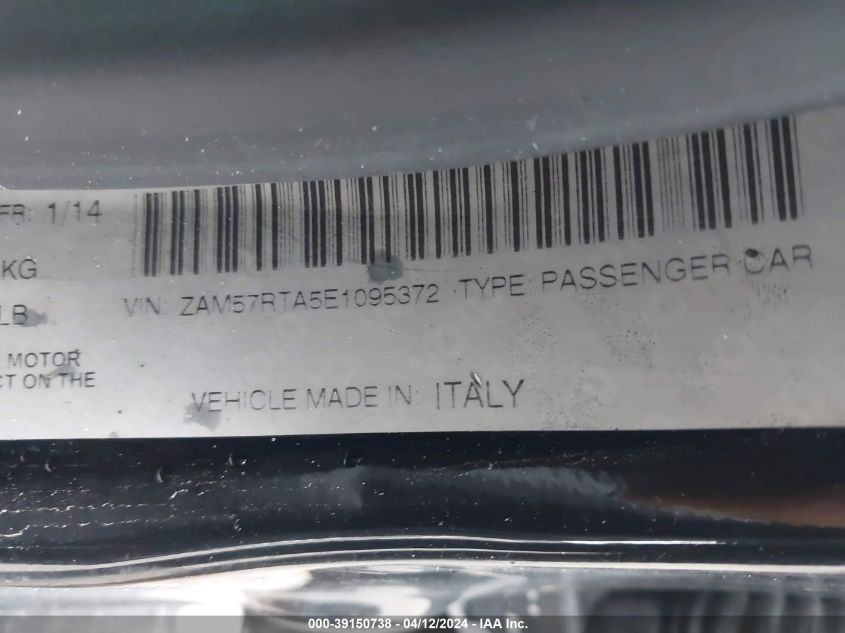 FR: 1/14
KG
VIN: ZAM57RTA5E1095372 TYPE: PASSENGER CAR
LB
MOTOR
CT ON THE
VEHICLE MADE IN: ITALY
000-39150738 - 04/12/2024 - IAA Inc.